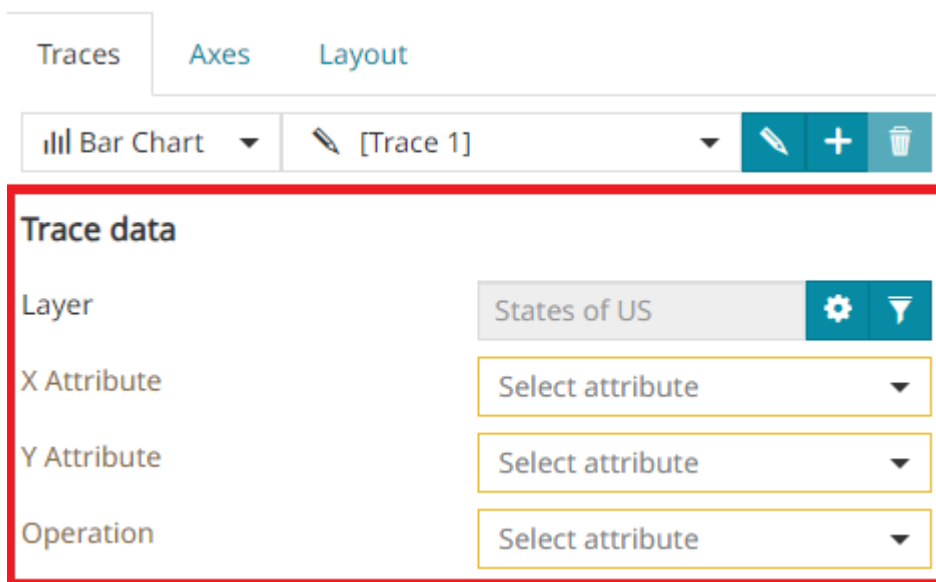 Traces Axes Layout
Bar Chart [Trace 1]
Trace data
Layer States of US
X Attribute Select attribute
Y Attribute Select attribute
Operation Select attribute